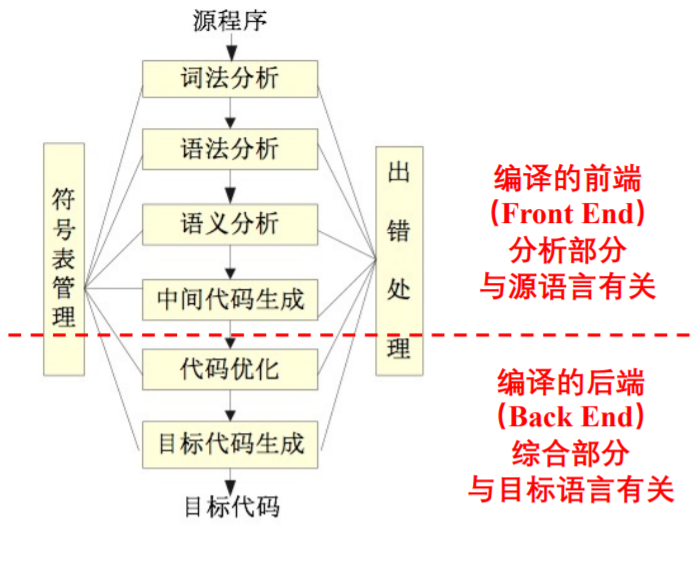 源程序
词法分析
语法分析
语义分析
中间代码生成
代码优化
目标代码生成
目标代码
符号表管理
出错处理
编译的前端
（Front End）
分析部分
与源语言有关
编译的后端
（Back End）
综合部分
与目标语言有关